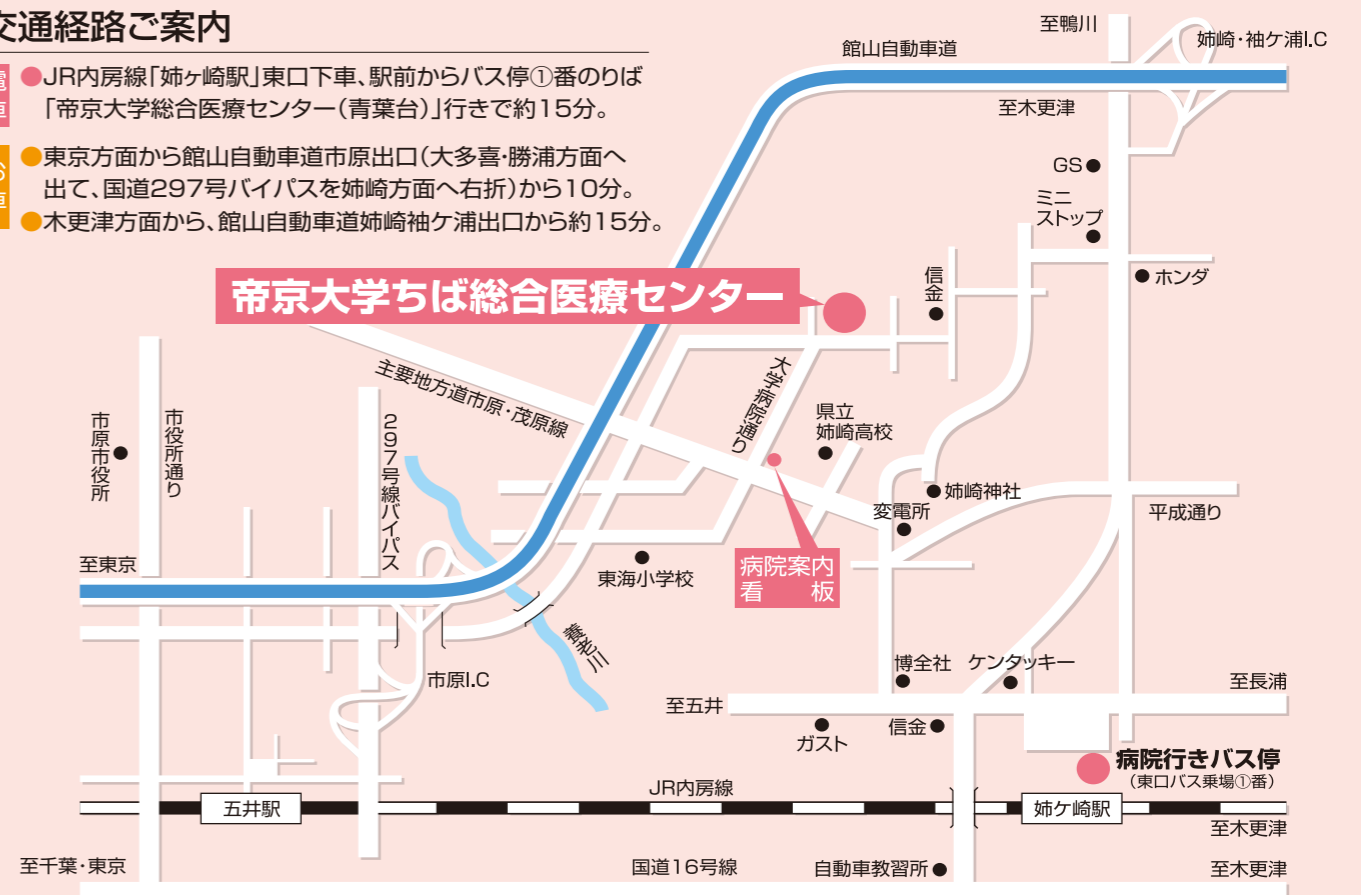 交通経路ご案内
電車
●JR内房線「姉ヶ崎駅」東口下車、駅前からバス停①番のりば
「帝京大学総合医療センター（青葉台）」行きで約15分。
お車
●東京方面から館山自動車道市原出口（大多喜・勝浦方面へ
出て、国道297号バイパスを姉崎方面へ右折）から10分。
●木更津方面から、館山自動車道姉崎袖ケ浦出口から約15分。
至鴨川
姉崎・袖ケ浦I.C
館山自動車道
至木更津
GS
ミニ
ストップ
ホンダ
信金
帝京大学ちば総合医療センター
主要地方道市原・茂原線
大学病院通り
県立
姉崎高校
市原市役所
市役所通り
297号線バイパス
姉崎神社
変電所
平成通り
至東京
東海小学校
病院案内
看　板
養老川
市原I.C
博全社
ケンタッキー
至長浦
至五井
ガスト
信金
病院行きバス停
（東口バス乗場①番）
JR内房線
五井駅
姉ケ崎駅
至木更津
至千葉・東京
国道16号線
自動車教習所
至木更津